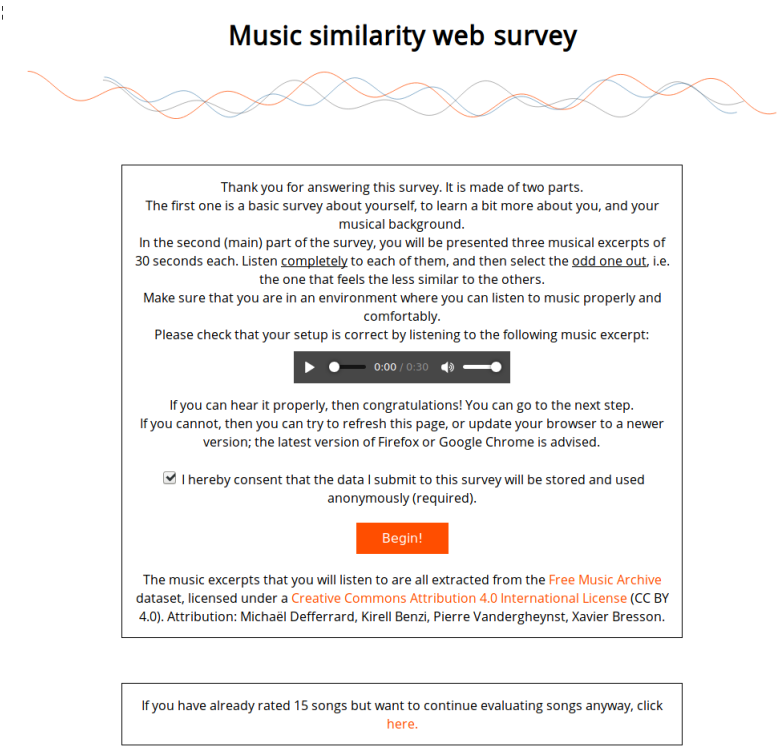 Music similarity web survey
Thank you for answering this survey. It is made of two parts.
The first one is a basic survey about yourself, to learn a bit more about you, and your
musical background.
In the second (main) part of the survey, you will be presented three musical excerpts of
30 seconds each. Listen completely to each of them, and then select the odd one out, i.e.
the one that feels the less similar to the others.
Make sure that you are in an environment where you can listen to music properly and
comfortably.
Please check that your setup is correct by listening to the following music excerpt:
0:00 / 0:30
If you can hear it properly, then congratulations! You can go to the next step.
If you cannot, then you can try to refresh this page, or update your browser to a newer
version; the latest version of Firefox or Google Chrome is advised.
I hereby consent that the data I submit to this survey will be stored and used
anonymously (required).
Begin!
The music excerpts that you will listen to are all extracted from the Free Music Archive
dataset, licensed under a Creative Commons Attribution 4.0 International License (CC BY
4.0). Attribution: Michaël Defferrard, Kirell Benzi, Pierre Vandergheynst, Xavier Bresson.
If you have already rated 15 songs but want to continue evaluating songs anyway, click
here.